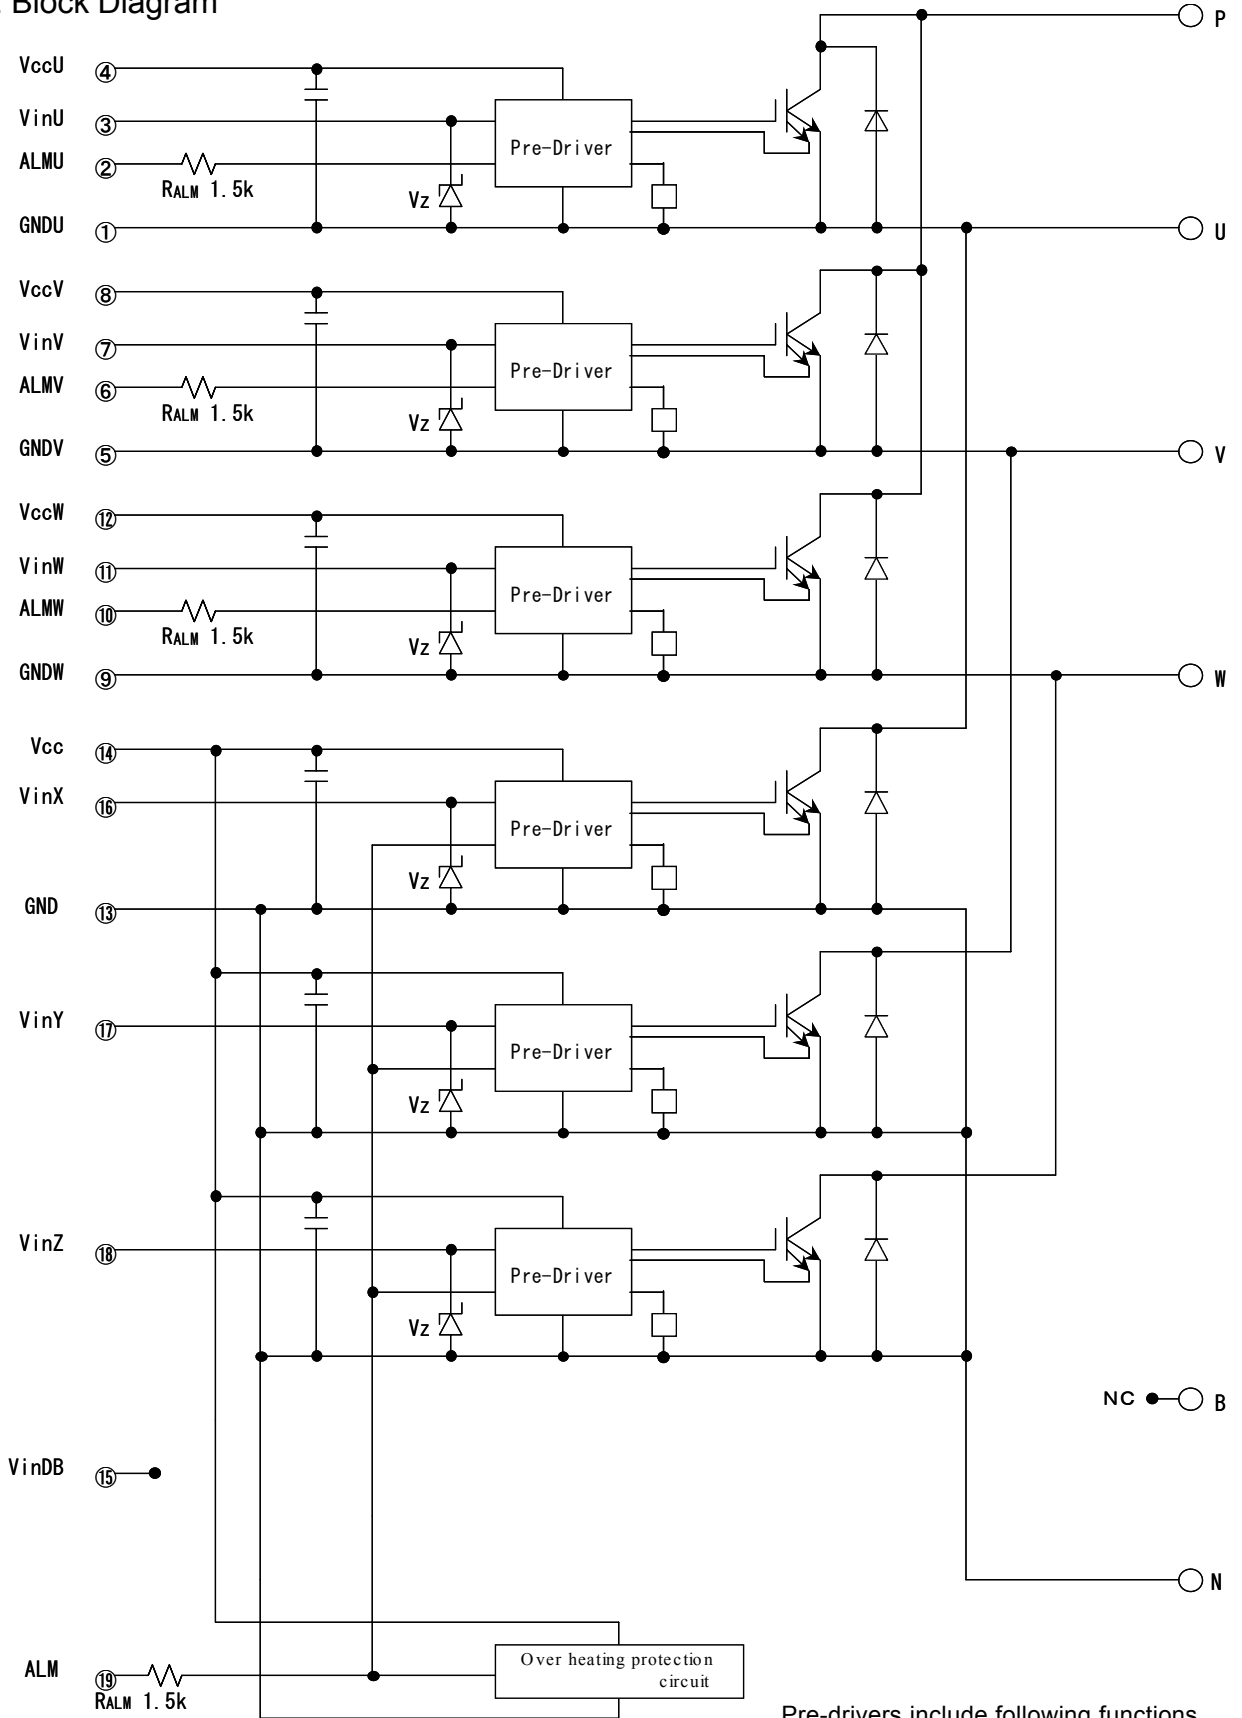 Block Diagram
P
VccU ④
VinU ③
Pre-Driver
ALMU ②
RALM 1.5k
Vz
GNDU ①
U
VccV ⑧
VinV ⑦
Pre-Driver
ALMV ⑥
RALM 1.5k
Vz
GNDV ⑤
V
VccW ⑫
VinW ⑪
Pre-Driver
ALMW ⑩
RALM 1.5k
Vz
GNDW ⑨
W
Vcc ⑭
VinX ⑯
Pre-Driver
Vz
GND ⑬
VinY ⑰
Pre-Driver
Vz
VinZ ⑱
Pre-Driver
Vz
NC B
VinDB ⑮
N
ALM ⑲
RALM 1.5k
Over heating protection
circuit
Pre-drivers include following functions